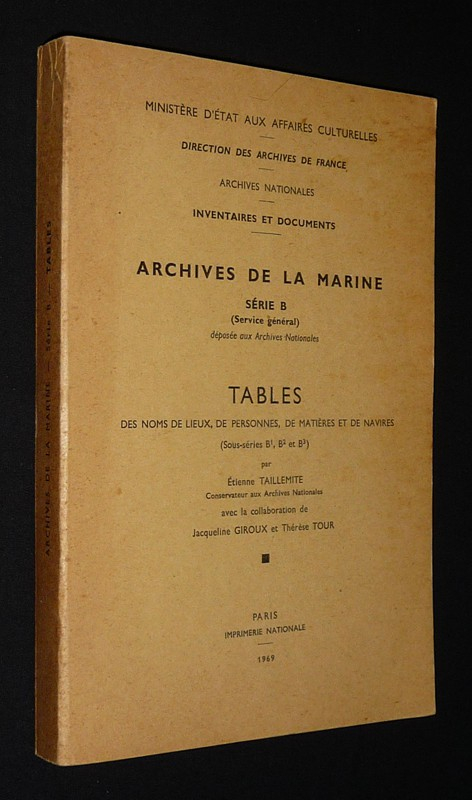 MINISTÈRE D'ÉTAT AUX AFFAIRES CULTURELLES
DIRECTION DES ARCHIVES DE FRANCE
ARCHIVES NATIONALES
INVENTAIRES ET DOCUMENTS
ARCHIVES DE LA MARINE
SÉRIE B
(Service général)
déposée aux Archives Nationales
TABLES
DES NOMS DE LIEUX, DE PERSONNES, DE MATIÈRES ET DE NAVIRES
(Sous-séries B¹, B² et B³)
par
Étienne TAILLEMITE
Conservateur aux Archives Nationales
avec la collaboration de
Jacqueline GIROUX et Thérèse TOUR
PARIS
IMPRIMERIE NATIONALE
1969
ARCHIVES DE LA MARINE — Série B — TABLES